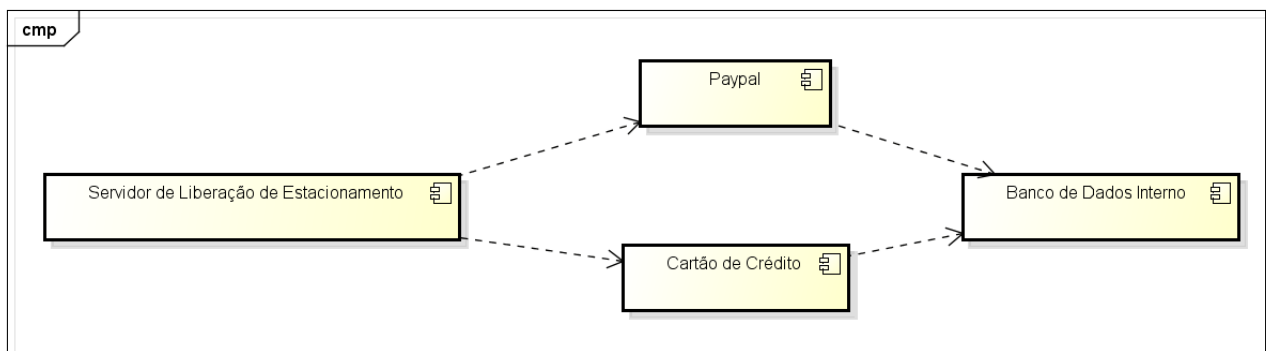 cmp
Paypal
Servidor de Liberação de Estacionamento
Banco de Dados Interno
Cartão de Crédito